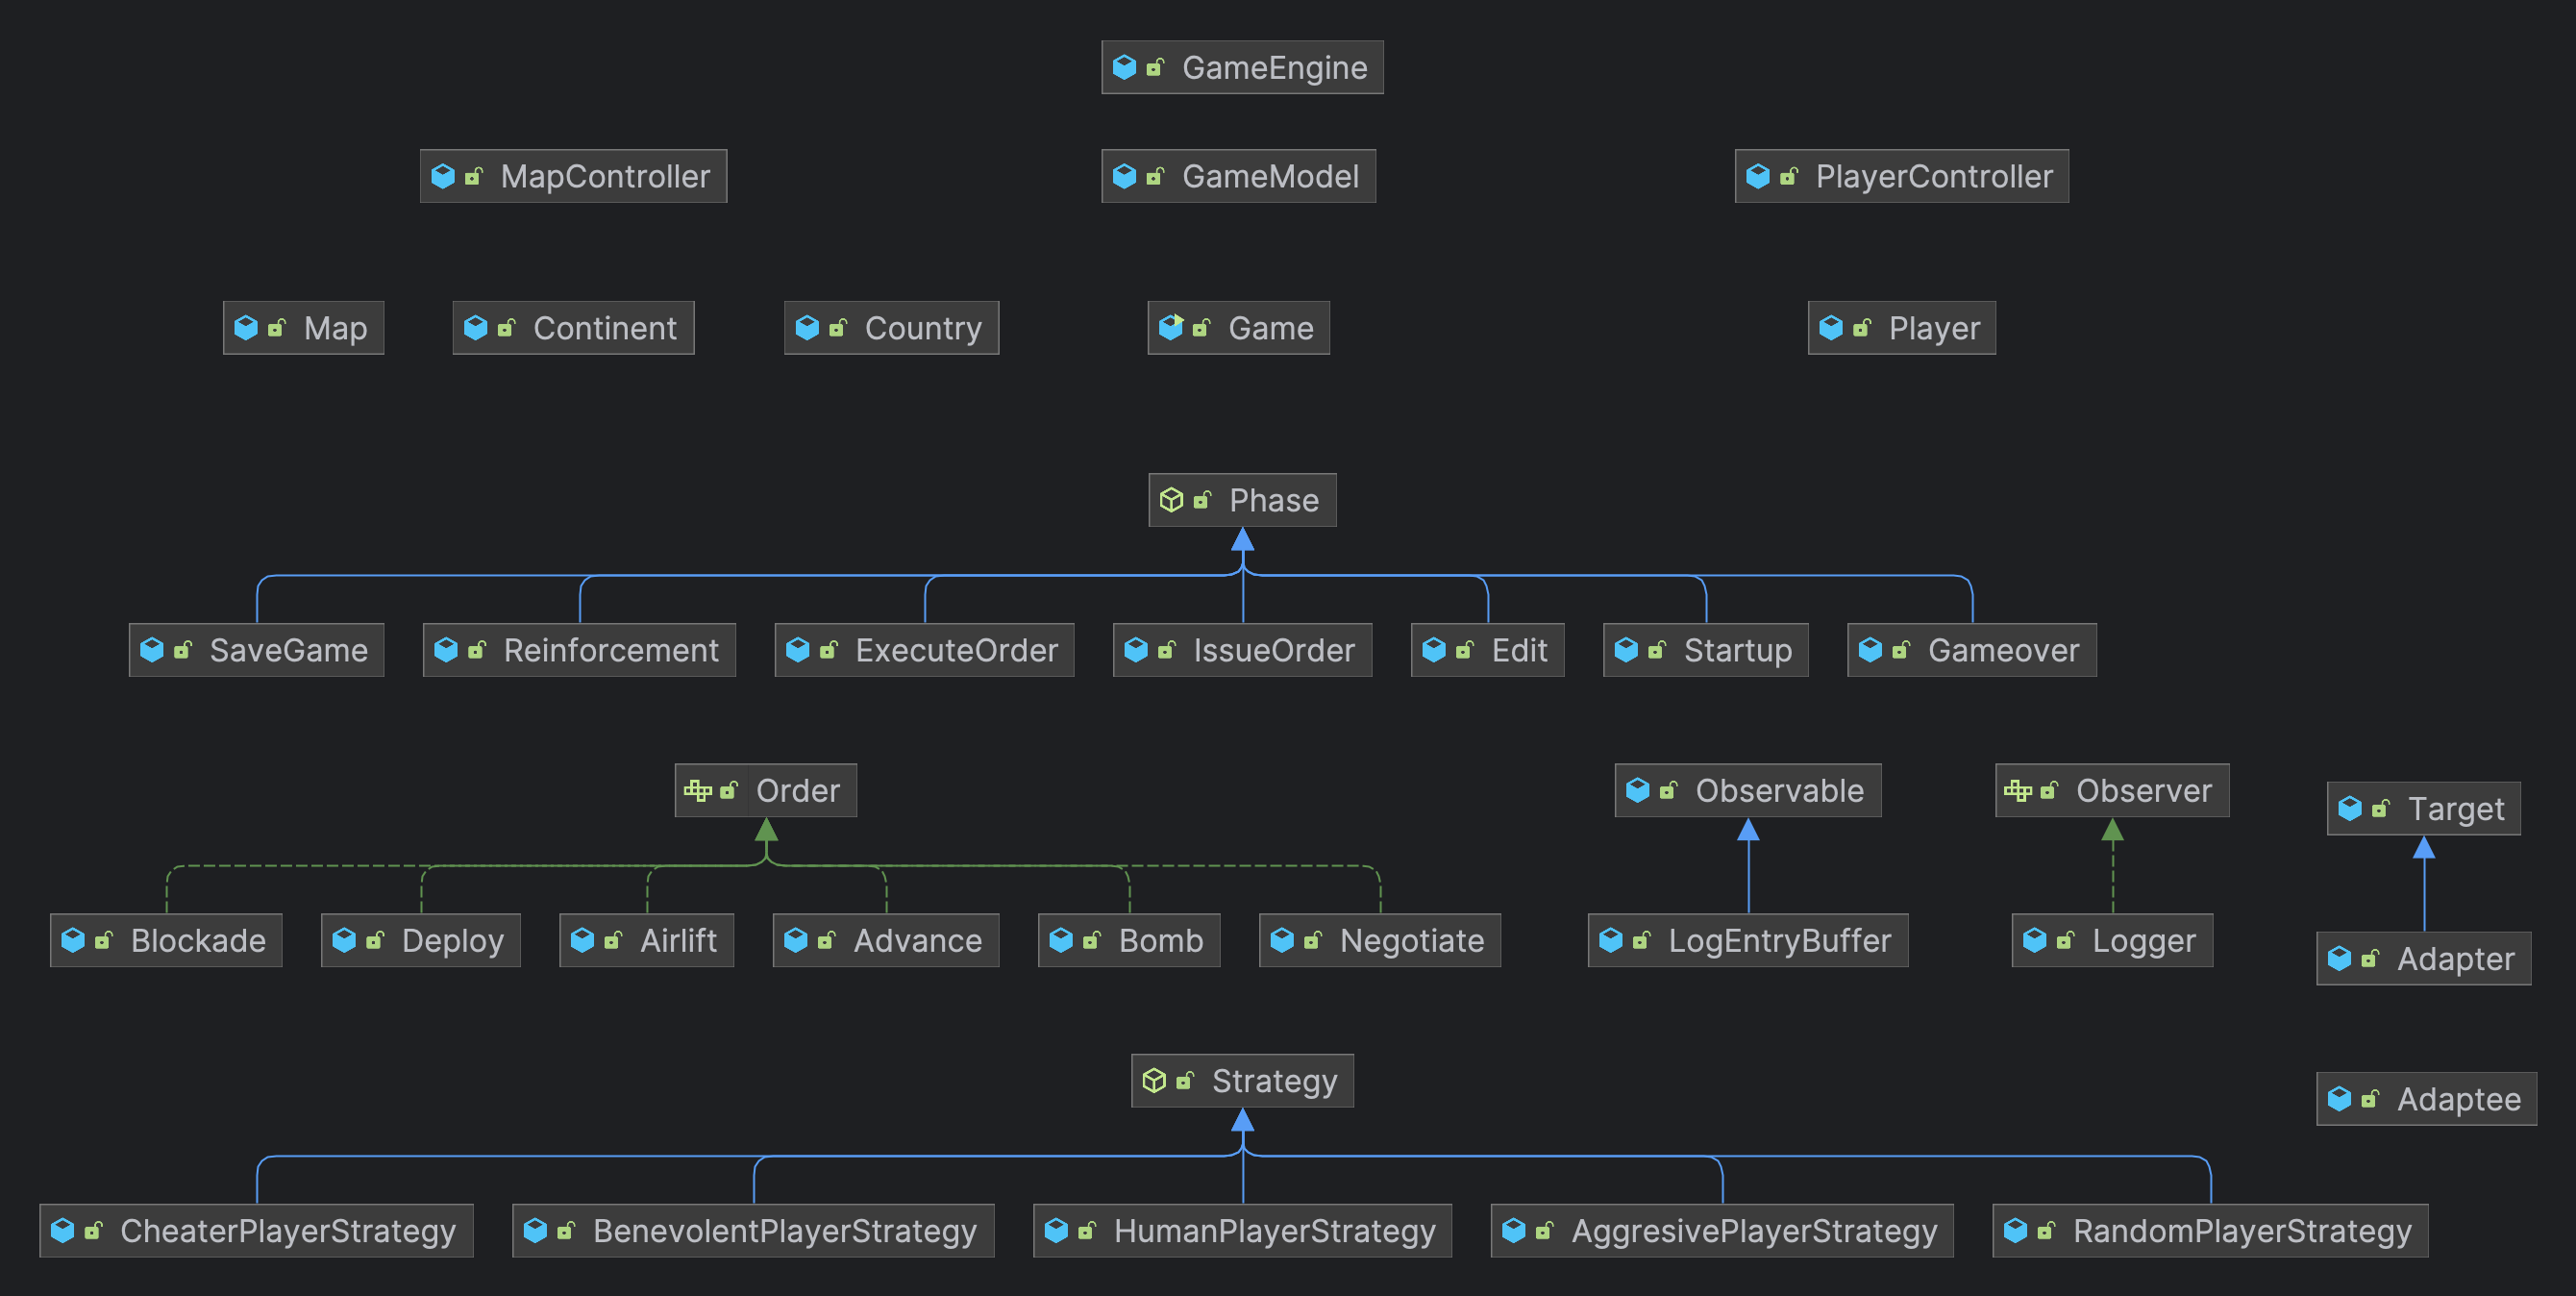 GameEngine
MapController
GameModel
PlayerController
Map
Continent
Country
Game
Player
Phase
SaveGame
Reinforcement
ExecuteOrder
IssueOrder
Edit
Startup
Gameover
Order
Observable
Observer
Target
Blockade
Deploy
Airlift
Advance
Bomb
Negotiate
LogEntryBuffer
Logger
Adapter
Strategy
Adaptee
CheaterPlayerStrategy
BenevolentPlayerStrategy
HumanPlayerStrategy
AggresivePlayerStrategy
RandomPlayerStrategy